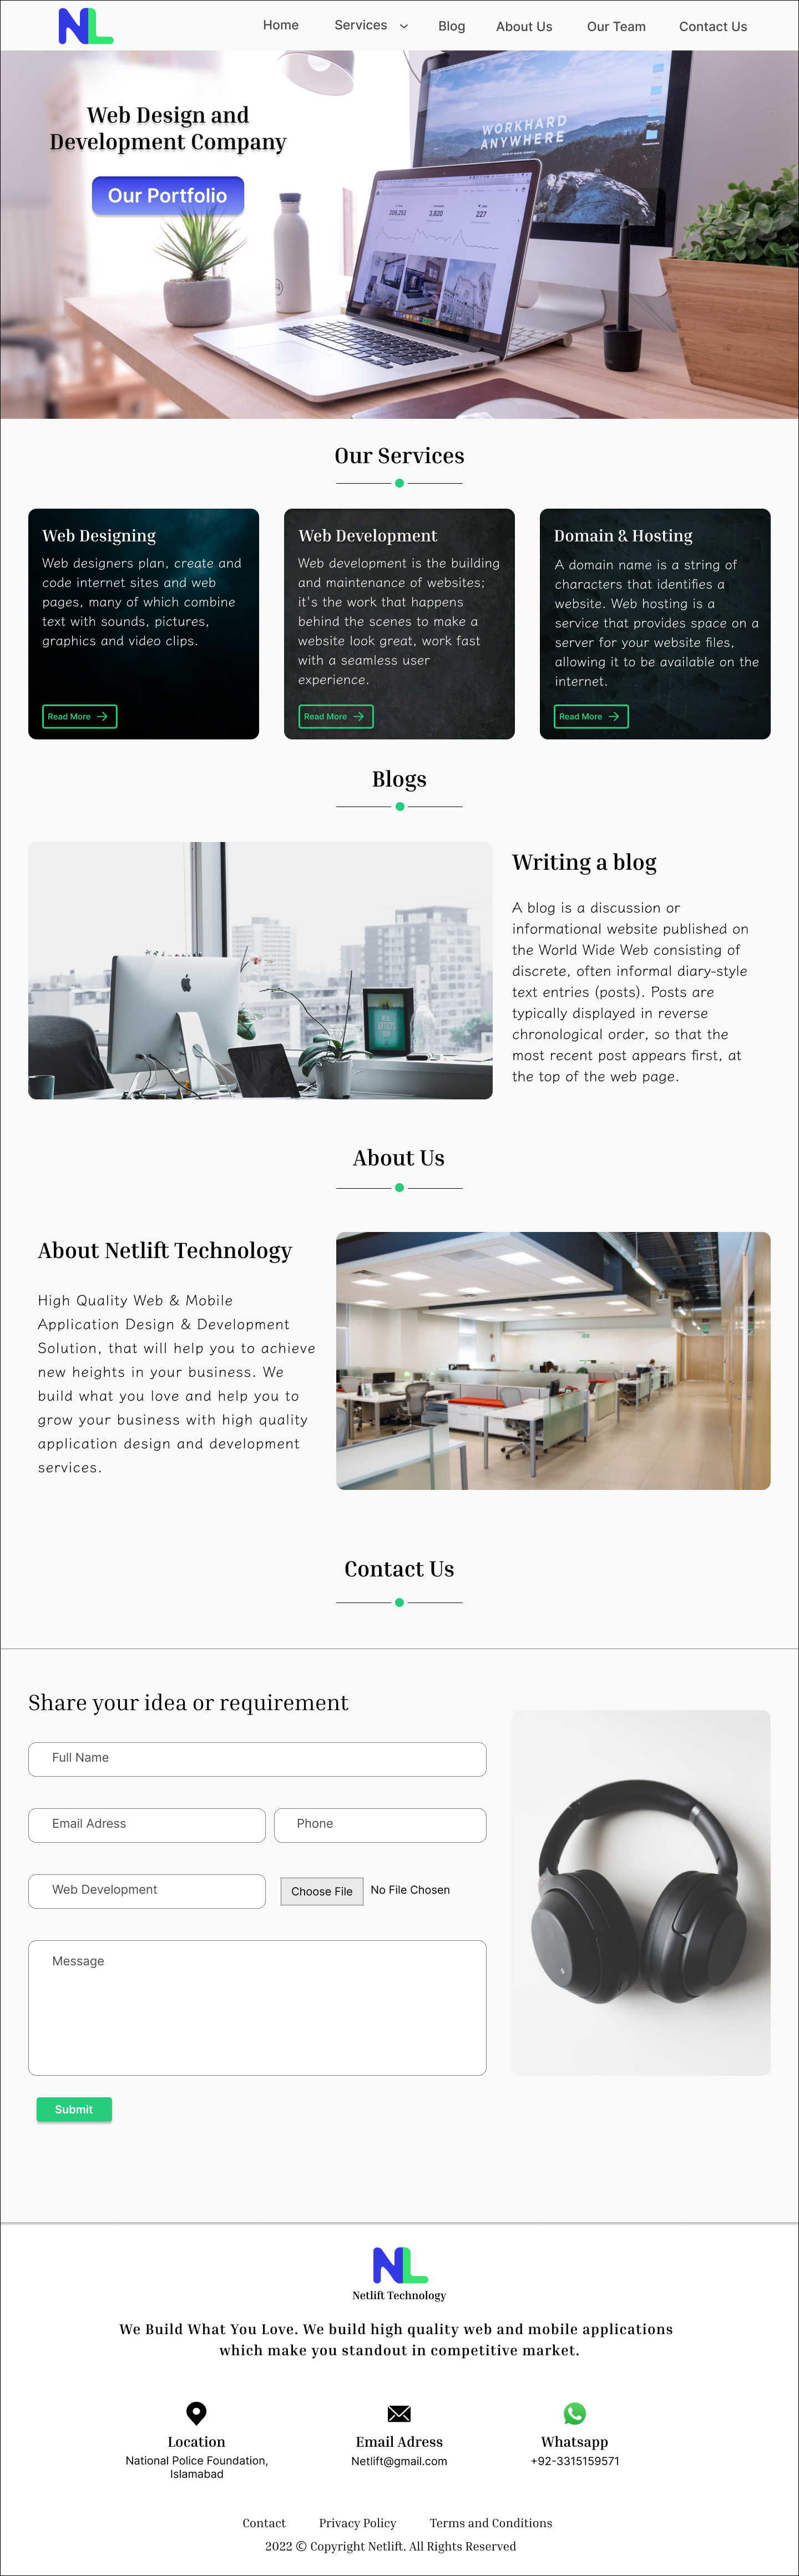 NL
Home Services Blog About Us Our Team Contact Us
Web Design and
Development Company
Our Portfolio
WORKHARD
ANYWHERE
206,253 3,820 227
Our Services
Web Designing
Web designers plan, create and
code internet sites and web
pages, many of which combine
text with sounds, pictures,
graphics and video clips.
Read More
Web Development
Web development is the building
and maintenance of websites;
it's the work that happens
behind the scenes to make a
website look great, work fast
with a seamless user
experience.
Read More
Domain & Hosting
A domain name is a string of
characters that identifies a
website. Web hosting is a
service that provides space on a
server for your website files,
allowing it to be available on the
internet.
Read More
Blogs
Writing a blog
A blog is a discussion or
informational website published on
the World Wide Web consisting of
discrete, often informal diary-style
text entries (posts). Posts are
typically displayed in reverse
chronological order, so that the
most recent post appears first, at
the top of the web page.
About Us
About Netlift Technology
High Quality Web & Mobile
Application Design & Development
Solution, that will help you to achieve
new heights in your business. We
build what you love and help you to
grow your business with high quality
application design and development
services.
Contact Us
Share your idea or requirement
Full Name
Email Adress
Phone
Web Development
Choose File No File Chosen
Message
Submit
NL
Netlift Technology
We Build What You Love. We build high quality web and mobile applications
which make you standout in competitive market.
Location
National Police Foundation,
Islamabad
Email Adress
Netlift@gmail.com
Whatsapp
+92-3315159571
Contact Privacy Policy Terms and Conditions
2022 © Copyright Netlift. All Rights Reserved